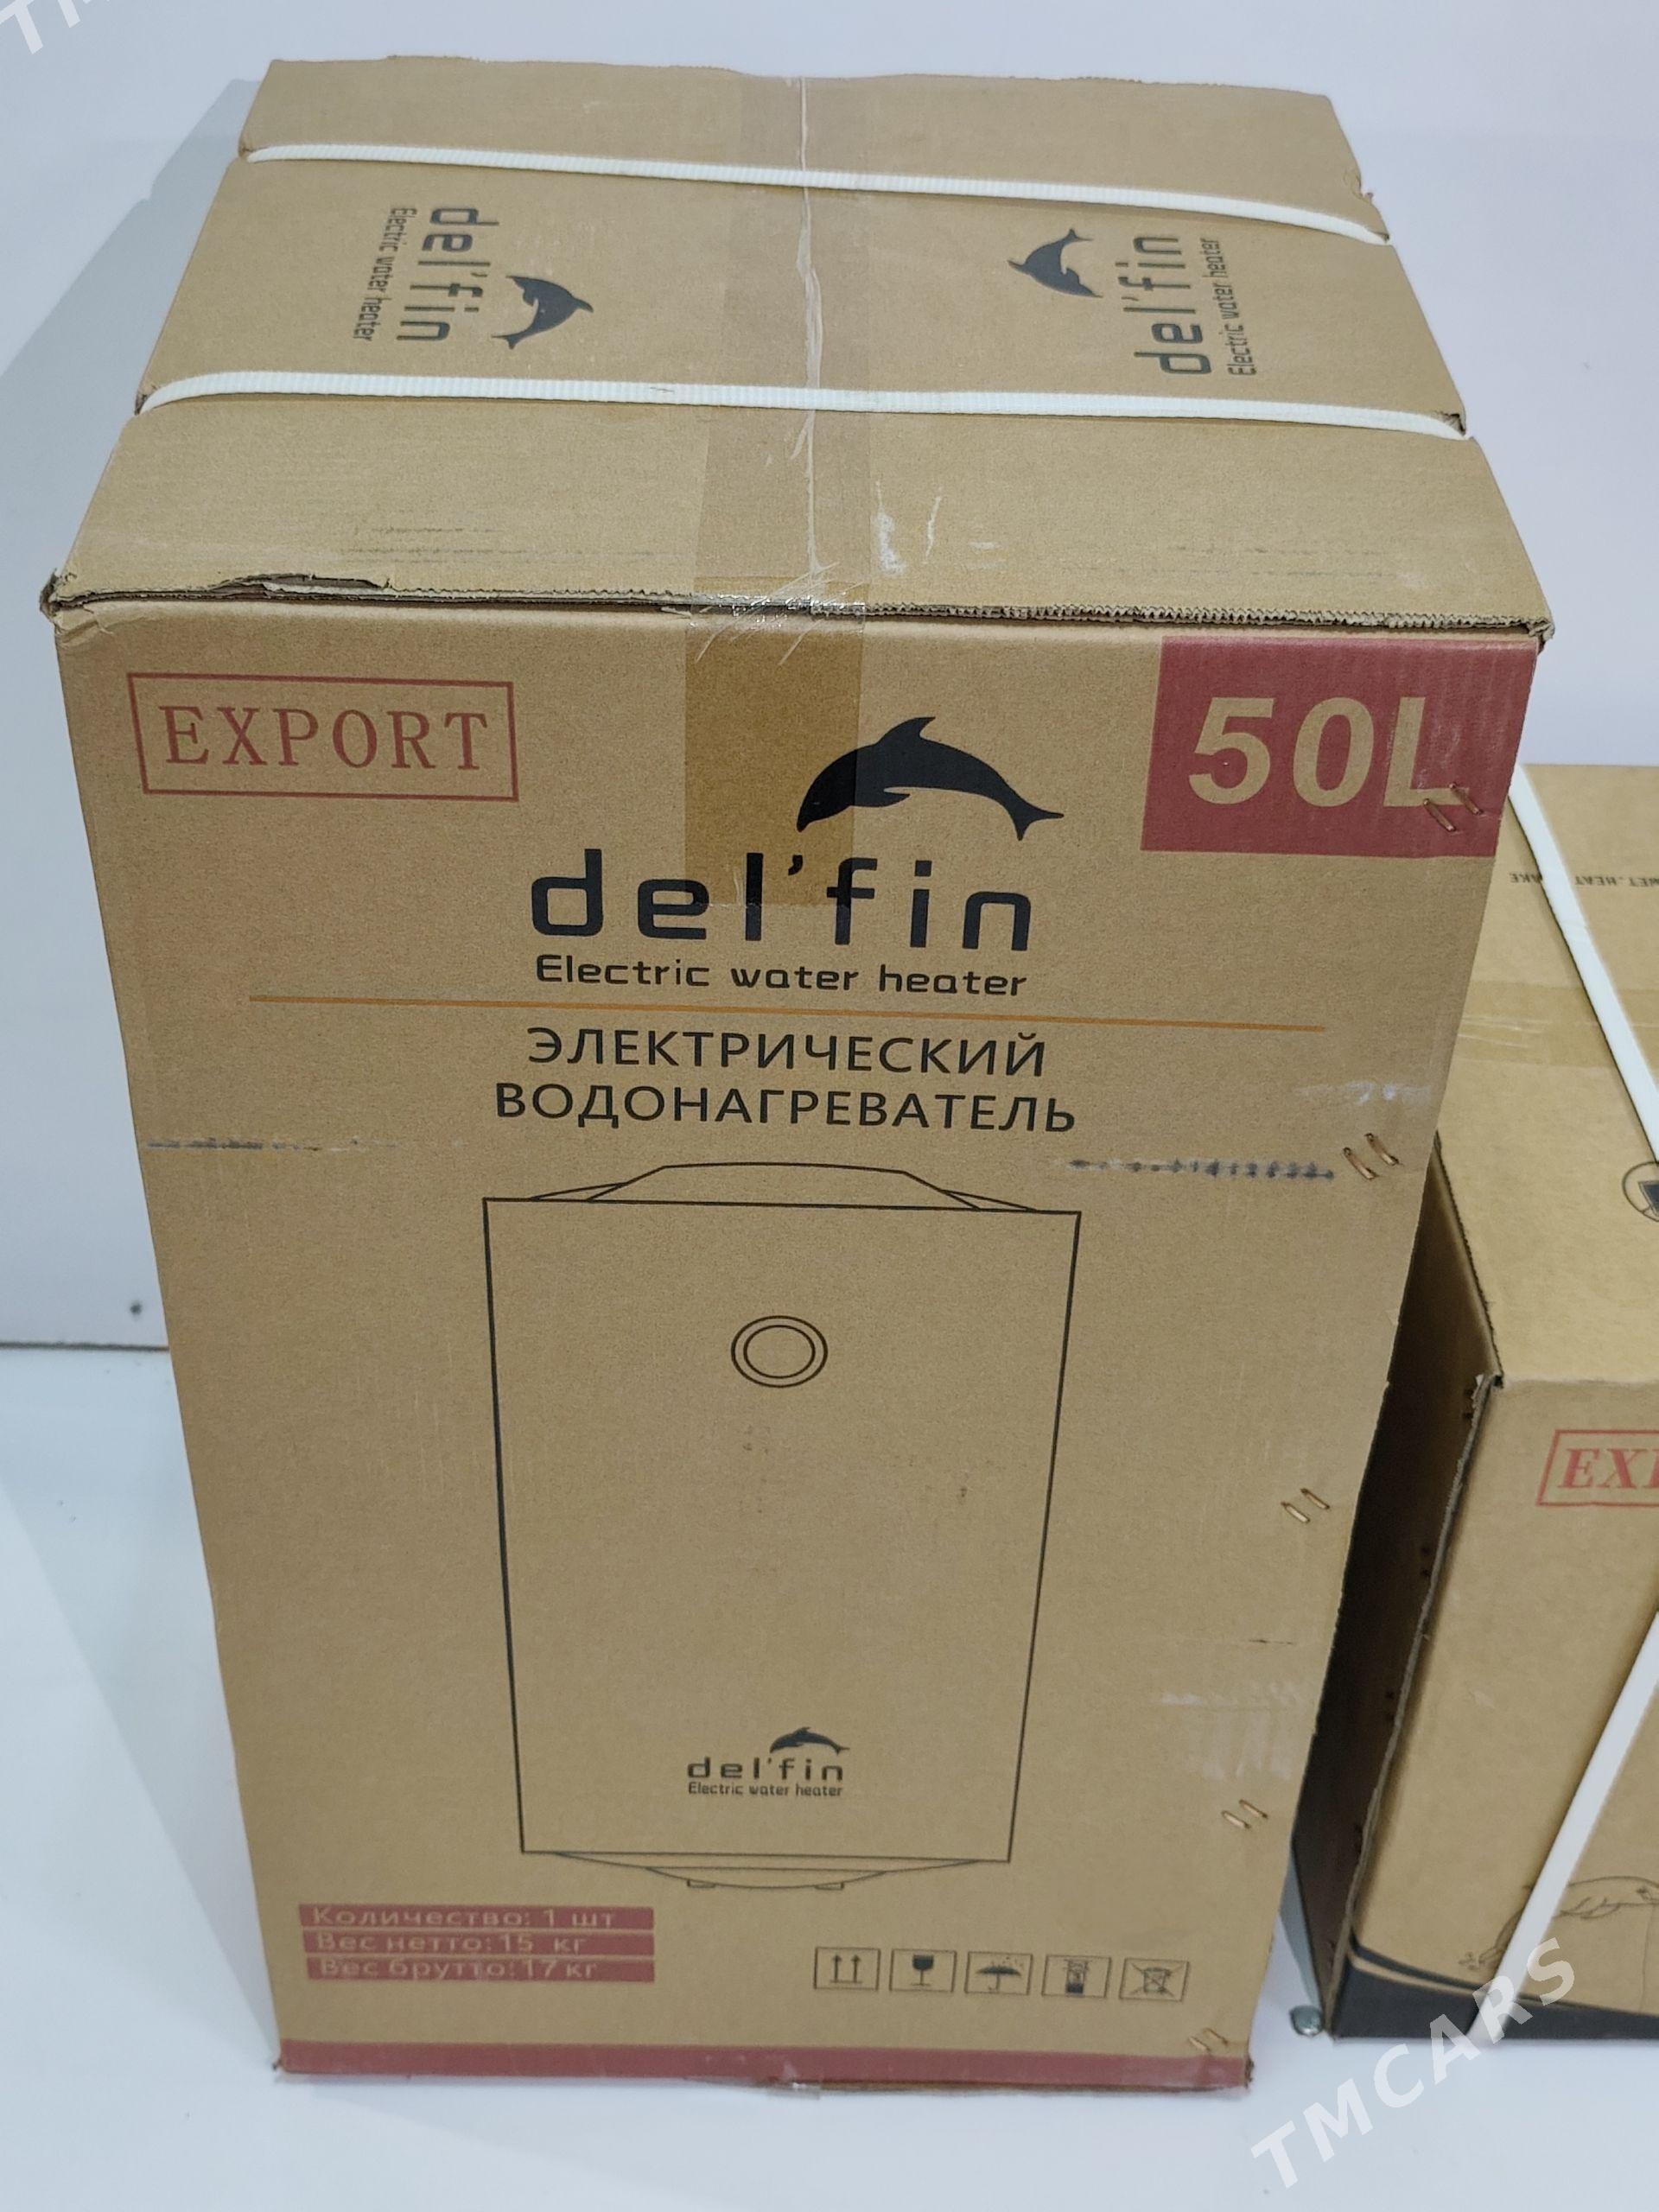 del'fin
Electric water heater
del'fin
Electric water heater
EXPORT
50L
del'fin
Electric water heater
ЭЛЕКТРИЧЕСКИЙ
ВОДОНАГРЕВАТЕЛЬ
del'fin
Electric water heater
Количество: 1 шт
Вес нетто: 15 кг
Вес брутто: 17 кг
TMCARS